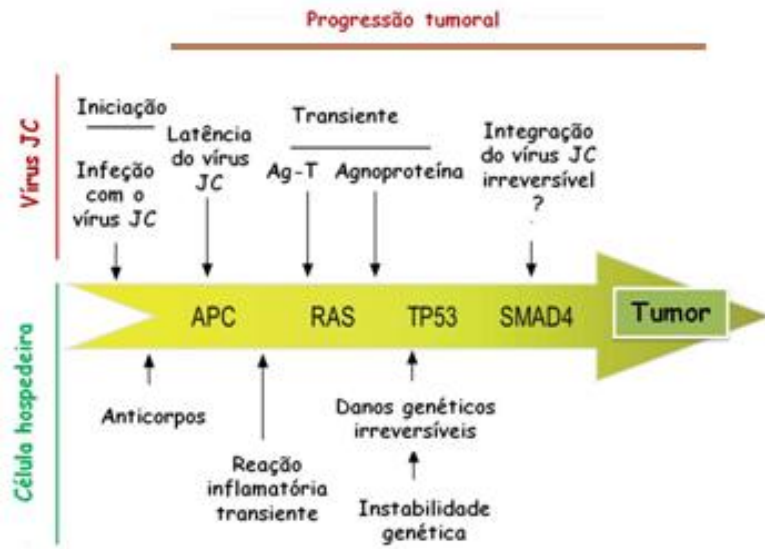 Progressão tumoral
Vírus JC
Iniciação
Infeção
com o
vírus JC
Latência
do vírus
JC
Transiente
Ag-T
Agnoproteína
Integração
do vírus JC
irreversível
?
APC
RAS
TP53
SMAD4
Tumor
Célula hospedeira
Anticorpos
Reação
inflamatória
transiente
Danos genéticos
irreversíveis
Instabilidade
genética